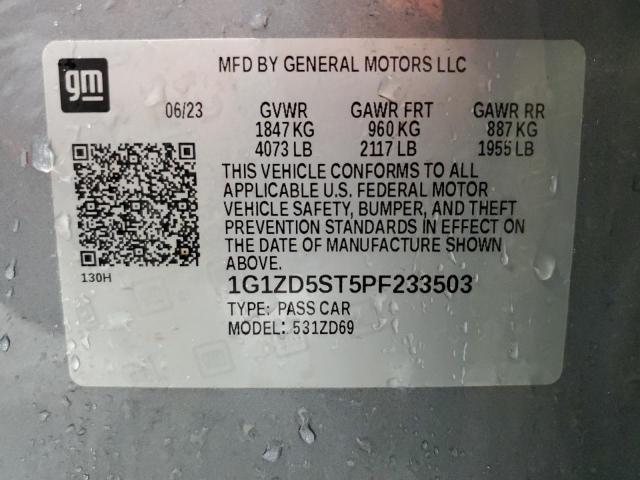 gm
MFD BY GENERAL MOTORS LLC
06/23 GVWR GAWR FRT GAWR RR
1847 KG 960 KG 887 KG
4073 LB 2117 LB 1955 LB
THIS VEHICLE CONFORMS TO ALL
APPLICABLE U.S. FEDERAL MOTOR
VEHICLE SAFETY, BUMPER, AND THEFT
PREVENTION STANDARDS IN EFFECT ON
THE DATE OF MANUFACTURE SHOWN
ABOVE.
130H
1G1ZD5ST5PF233503
TYPE: PASS CAR
MODEL: 531ZD69